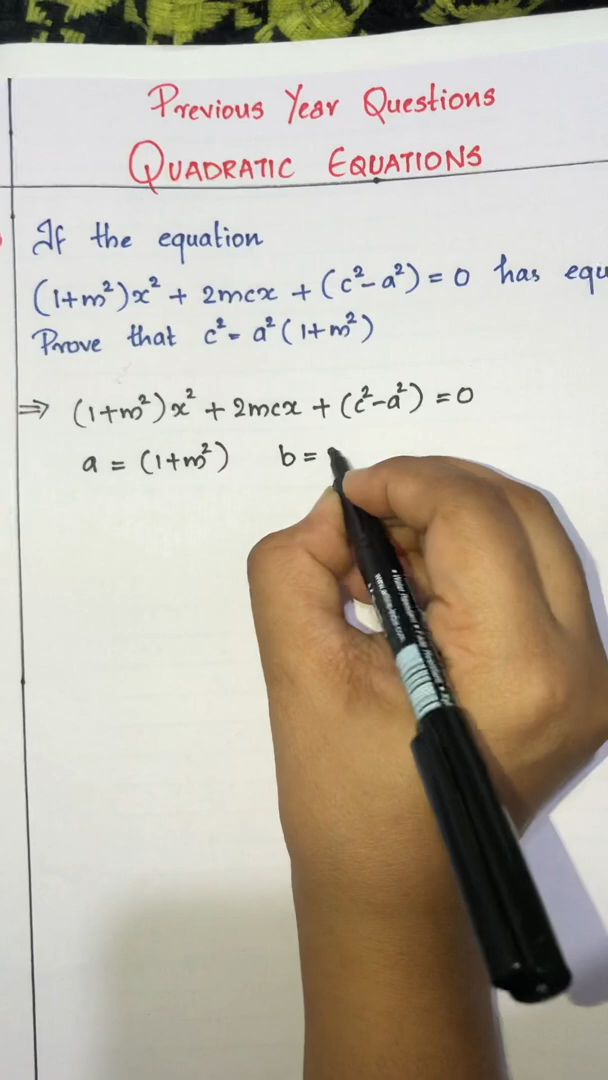 Previous Year Questions
QUADRATIC EQUATIONS
If the equation
(1+m²)x² + 2mcx + (c²-a²) = 0 has equ
Prove that c² = a²(1+m²)
⇒ (1+m²)x² + 2mcx + (c²-a²) = 0
a = (1+m²) b =